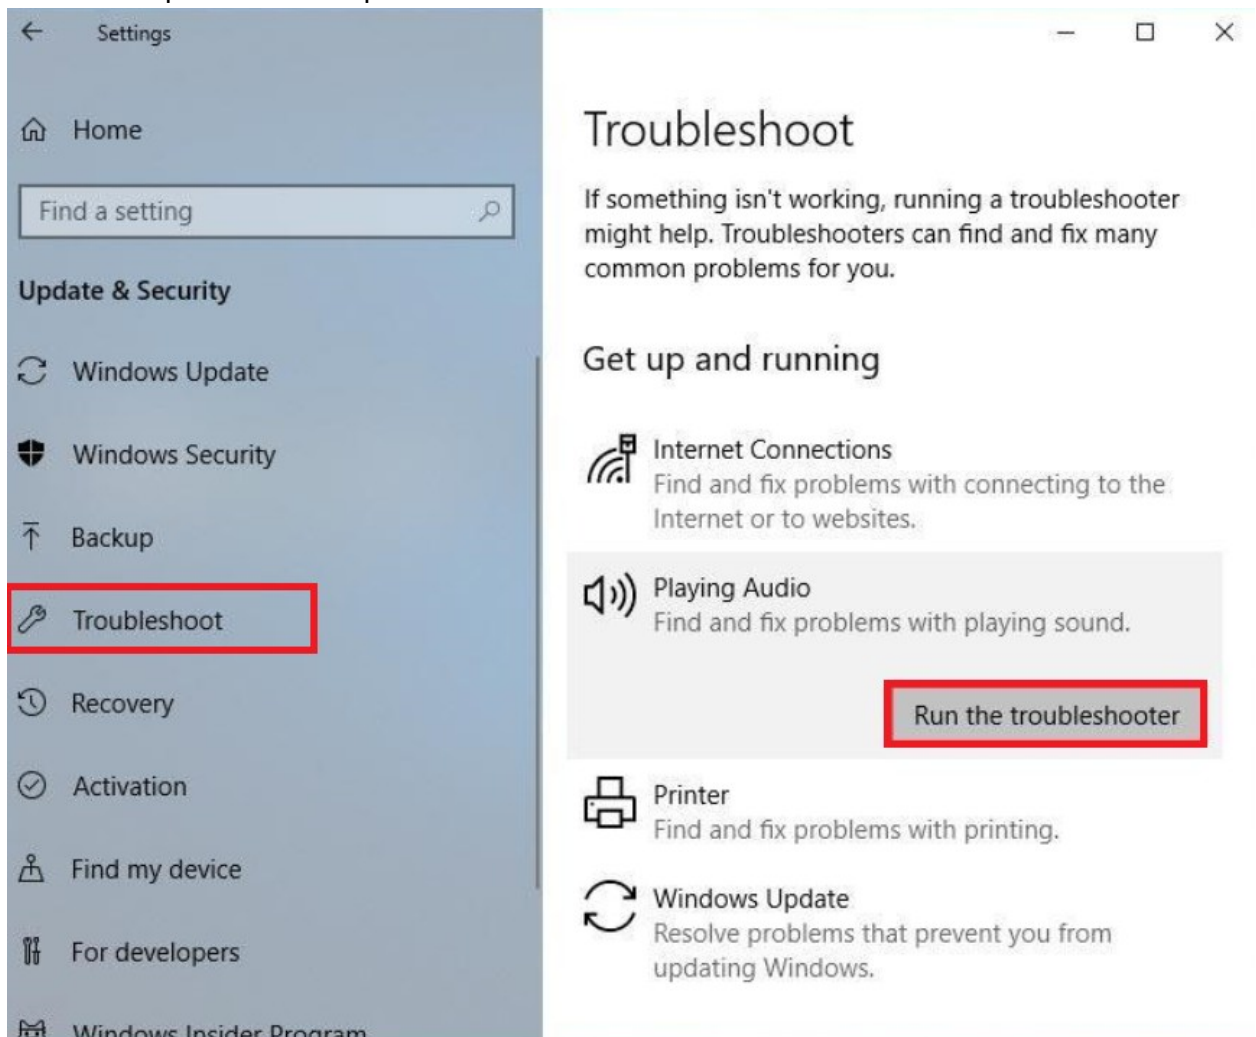 Settings
Home
Find a setting
Update & Security
Windows Update
Windows Security
Backup
Troubleshoot
Recovery
Activation
Find my device
For developers
Windows Insider Program
Troubleshoot
If something isn't working, running a troubleshooter
might help. Troubleshooters can find and fix many
common problems for you.
Get up and running
Internet Connections
Find and fix problems with connecting to the
Internet or to websites.
Playing Audio
Find and fix problems with playing sound.
Run the troubleshooter
Printer
Find and fix problems with printing.
Windows Update
Resolve problems that prevent you from
updating Windows.